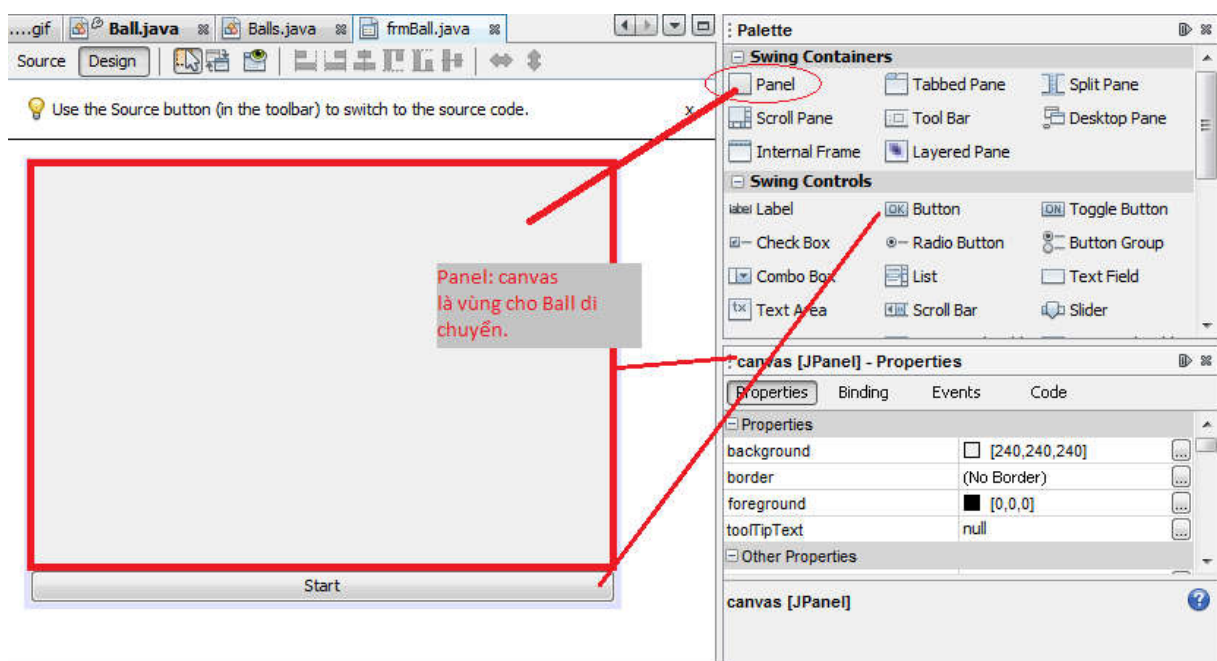 ....gif Ball.java Balls.java frmBall.java
Source Design
Use the Source button (in the toolbar) to switch to the source code. x
Panel: canvas
là vùng cho Ball di
chuyển.
Start
Palette
Swing Containers
Panel Tabbed Pane Split Pane
Scroll Pane Tool Bar Desktop Pane
Internal Frame Layered Pane
Swing Controls
label Label OK Button ON Toggle Button
Check Box Radio Button Button Group
Combo Box List Text Field
tx Text Area Scroll Bar Slider
canvas [JPanel] - Properties
Properties Binding Events Code
Properties
background [240,240,240] ...
border (No Border) ...
foreground [0,0,0] ...
toolTipText null ...
Other Properties
canvas [JPanel]